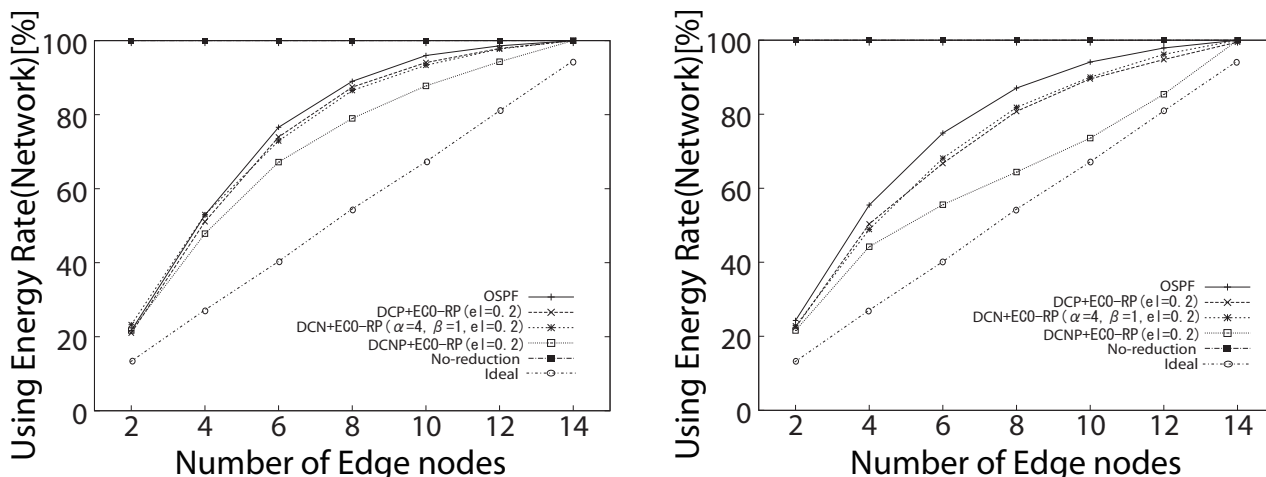 Using Energy Rate(Network)[%]
100
80
60
40
20
0
OSPF
DCP+ECO-RP(el=0.2)
DCN+ECO-RP(α=4, β=1, el=0.2)
DCNP+ECO-RP(el=0.2)
No-reduction
Ideal
2 4 6 8 10 12 14
Number of Edge nodes
Using Energy Rate(Network)[%]
100
80
60
40
20
0
OSPF
DCP+ECO-RP(el=0.2)
DCN+ECO-RP(α=4, β=1, el=0.2)
DCNP+ECO-RP(el=0.2)
No-reduction
Ideal
2 4 6 8 10 12 14
Number of Edge nodes